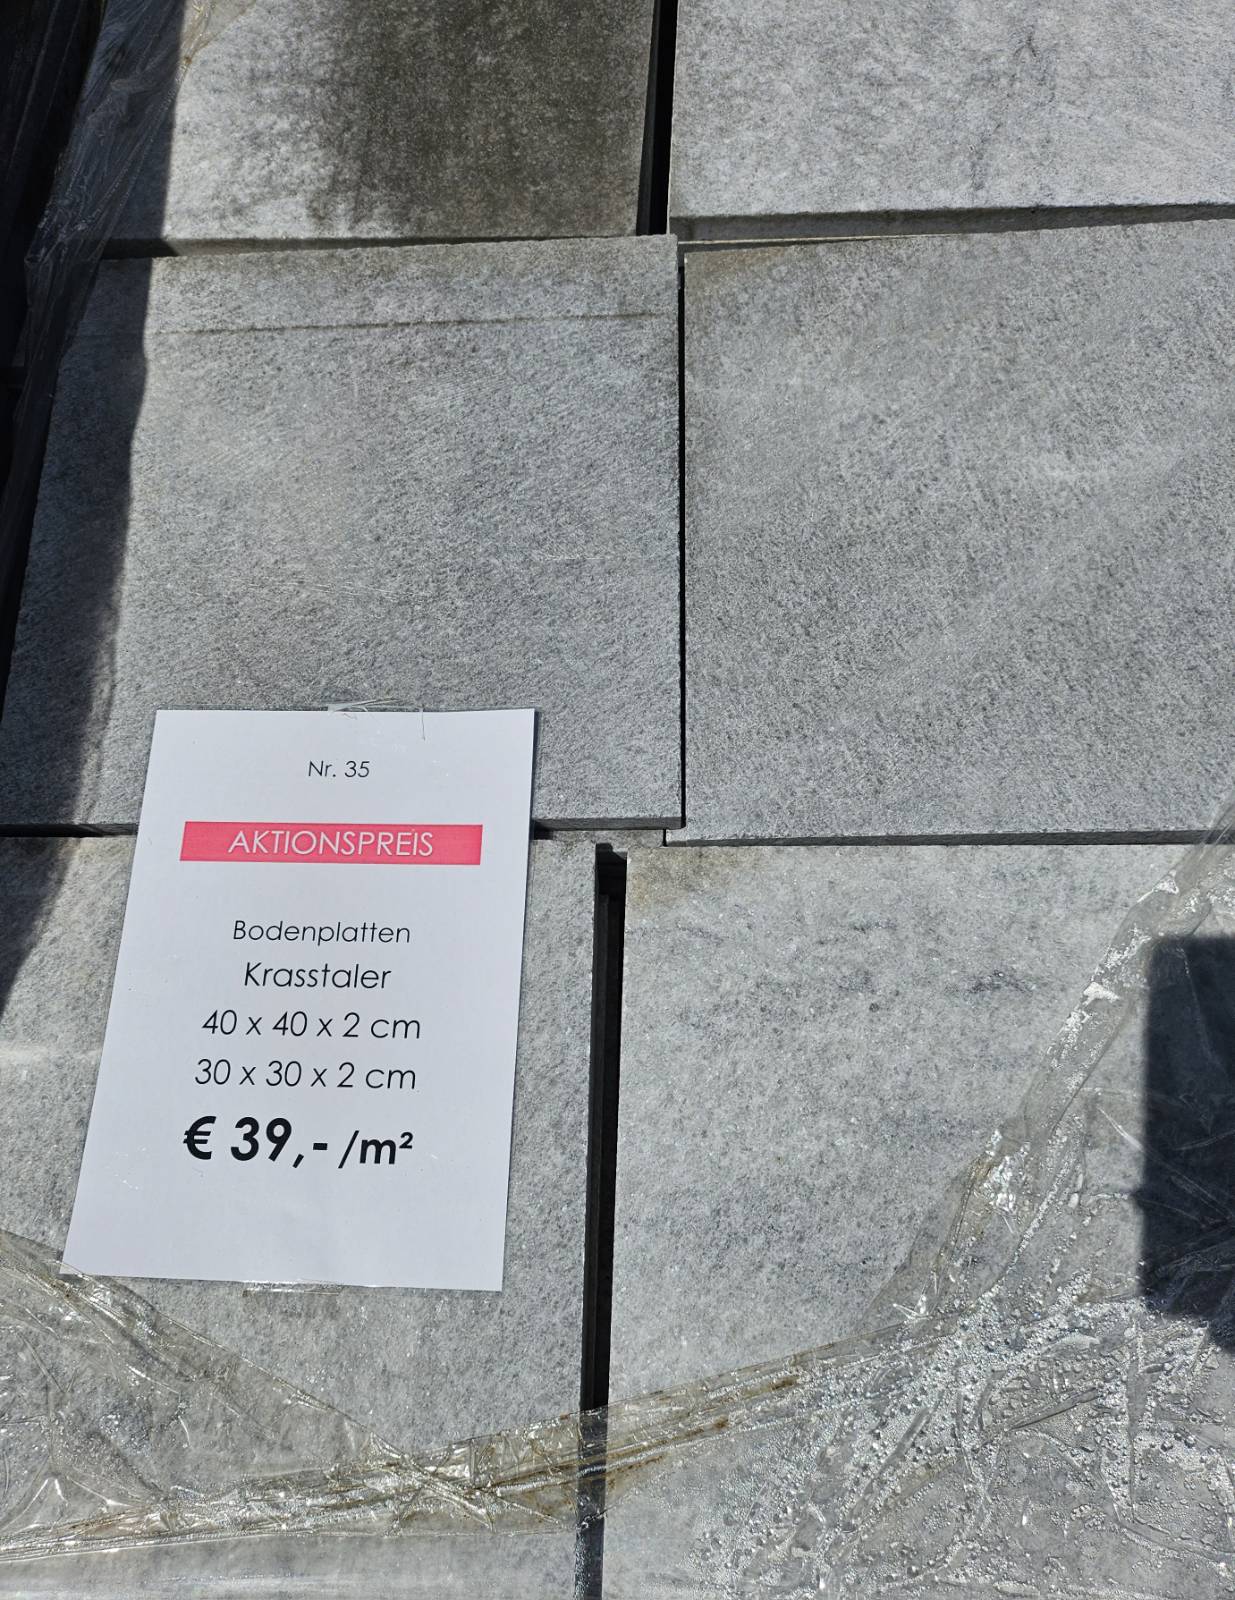 Nr. 35
AKTIONSPREIS
Bodenplatten
Krasstaler
40 x 40 x 2 cm
30 x 30 x 2 cm
€ 39,- /m²